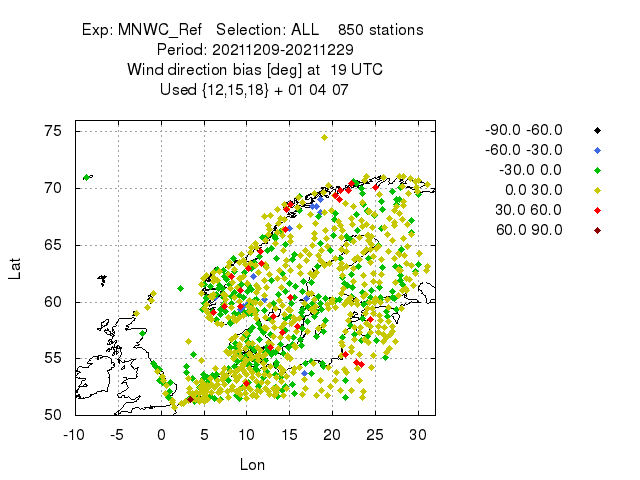 Exp: MNWC_Ref   Selection: ALL    850 stations
Period: 20211209-20211229
Wind direction bias [deg] at  19 UTC
Used {12,15,18} + 01 04 07
-90.0 -60.0
-60.0 -30.0
-30.0 0.0
0.0 30.0
30.0 60.0
60.0 90.0
75
70
65
60
55
50
Lat
-10 -5 0 5 10 15 20 25 30
Lon